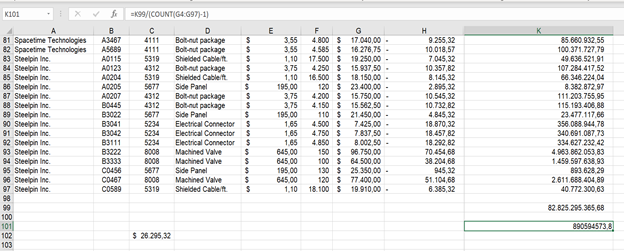 K101 =K99/(COUNT(G4:G97)-1)
A B C D E F G H K
81 Spacetime Technologies A3467 4111 Bolt-nut package $ 3,55 4.800 $ 17.040,00 - 9.255,32 85.660.932,55
82 Spacetime Technologies A5689 4111 Bolt-nut package $ 3,55 4.585 $ 16.276,75 - 10.018,57 100.371.727,79
83 Steelpin Inc. A0115 5319 Shielded Cable/ft. $ 1,10 17.500 $ 19.250,00 - 7.045,32 49.636.521,91
84 Steelpin Inc. A0123 4312 Bolt-nut package $ 3,75 4.250 $ 15.937,50 - 10.357,82 107.284.417,52
85 Steelpin Inc. A0204 5319 Shielded Cable/ft. $ 1,10 16.500 $ 18.150,00 - 8.145,32 66.346.224,04
86 Steelpin Inc. A0205 5677 Side Panel $ 195,00 120 $ 23.400,00 - 2.895,32 8.382.872,97
87 Steelpin Inc. A0207 4312 Bolt-nut package $ 3,75 4.200 $ 15.750,00 - 10.545,32 111.203.755,95
88 Steelpin Inc. B0445 4312 Bolt-nut package $ 3,75 4.150 $ 15.562,50 - 10.732,82 115.193.406,88
89 Steelpin Inc. B3022 5677 Side Panel $ 195,00 110 $ 21.450,00 - 4.845,32 23.477.117,66
90 Steelpin Inc. B3041 5234 Electrical Connector $ 1,65 4.500 $ 7.425,00 - 18.870,32 356.088.944,78
91 Steelpin Inc. B3042 5234 Electrical Connector $ 1,65 4.750 $ 7.837,50 - 18.457,82 340.691.087,73
92 Steelpin Inc. B3111 5234 Electrical Connector $ 1,65 4.850 $ 8.002,50 - 18.292,82 334.627.232,42
93 Steelpin Inc. B3222 8008 Machined Valve $ 645,00 150 $ 96.750,00 70.454,68 4.963.862.053,83
94 Steelpin Inc. B3333 8008 Machined Valve $ 645,00 100 $ 64.500,00 38.204,68 1.459.597.638,93
95 Steelpin Inc. C0456 5677 Side Panel $ 195,00 130 $ 25.350,00 - 945,32 893.628,29
96 Steelpin Inc. C0467 8008 Machined Valve $ 645,00 120 $ 77.400,00 51.104,68 2.611.688.404,89
97 Steelpin Inc. C0589 5319 Shielded Cable/ft. $ 1,10 18.100 $ 19.910,00 - 6.385,32 40.772.300,63
98
99 82.825.295.365,68
100
101 890594573,8
102 $ 26.295,32
103